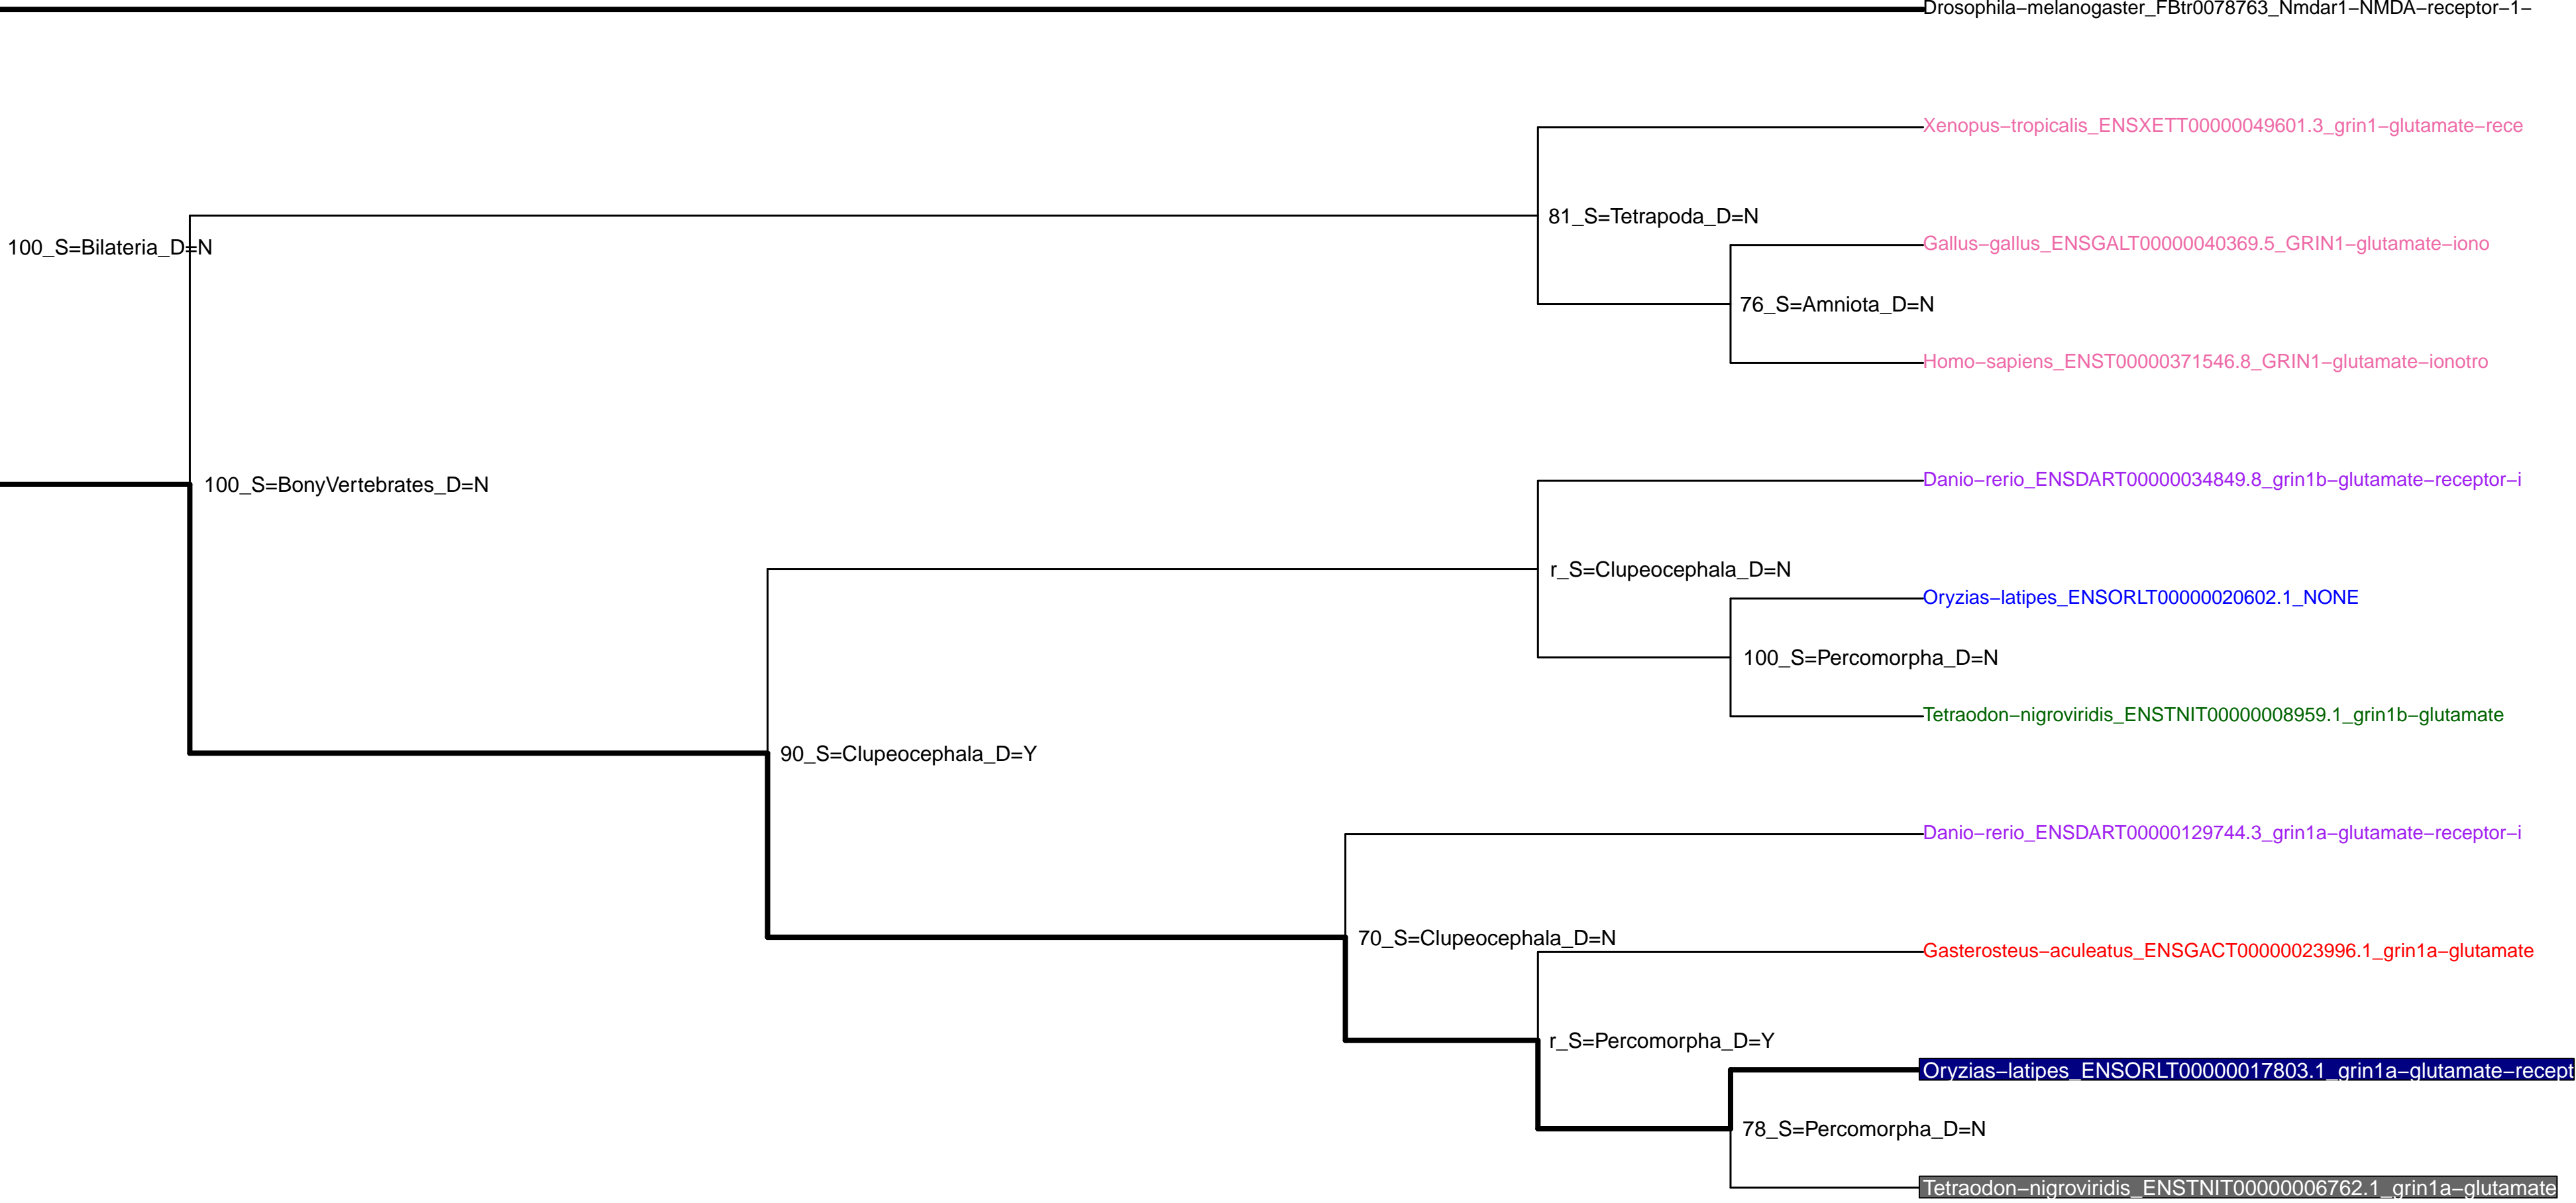 Drosophila–melanogaster_FBtr0078763_Nmdar1–NMDA–receptor–1–
Xenopus–tropicalis_ENSXETT00000049601.3_grin1–glutamate–rece
81_S=Tetrapoda_D=N
Gallus–gallus_ENSGALT00000040369.5_GRIN1–glutamate–iono
100_S=Bilateria_D=N
76_S=Amniota_D=N
Homo–sapiens_ENST00000371546.8_GRIN1–glutamate–ionotro
Danio–rerio_ENSDART00000034849.8_grin1b–glutamate–receptor–i
100_S=BonyVertebrates_D=N
r_S=Clupeocephala_D=N
Oryzias–latipes_ENSORLT00000020602.1_NONE
100_S=Percomorpha_D=N
Tetraodon–nigroviridis_ENSTNIT00000008959.1_grin1b–glutamate
90_S=Clupeocephala_D=Y
Danio–rerio_ENSDART00000129744.3_grin1a–glutamate–receptor–i
70_S=Clupeocephala_D=N
Gasterosteus–aculeatus_ENSGACT00000023996.1_grin1a–glutamate
r_S=Percomorpha_D=Y
Oryzias–latipes_ENSORLT00000017803.1_grin1a–glutamate–recept
78_S=Percomorpha_D=N
Tetraodon–nigroviridis_ENSTNIT00000006762.1_grin1a–glutamate